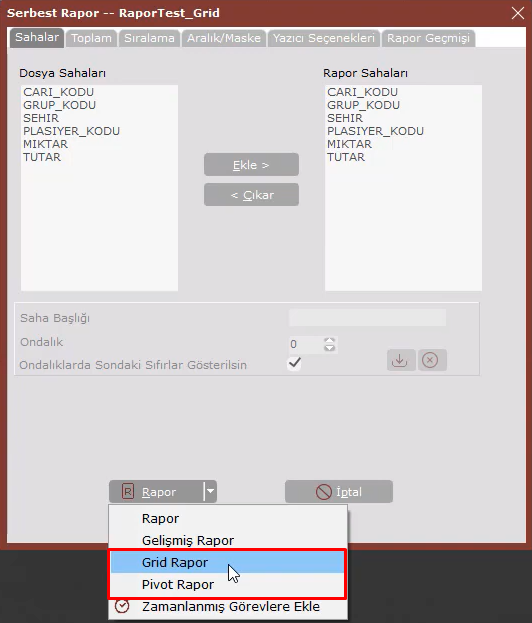 Serbest Rapor -- RaporTest_Grid
Sahalar Toplam Sıralama Aralık/Maske Yazıcı Seçenekleri Rapor Geçmişi
Dosya Sahaları
CARI_KODU
GRUP_KODU
SEHIR
PLASIYER_KODU
MIKTAR
TUTAR
Ekle >
< Çıkar
Rapor Sahaları
CARI_KODU
GRUP_KODU
SEHIR
PLASIYER_KODU
MIKTAR
TUTAR
Saha Başlığı
Ondalık 0
Ondalıklarda Sondaki Sıfırlar Gösterilsin
R Rapor İptal
Rapor
Gelişmiş Rapor
Grid Rapor
Pivot Rapor
Zamanlanmış Görevlere Ekle